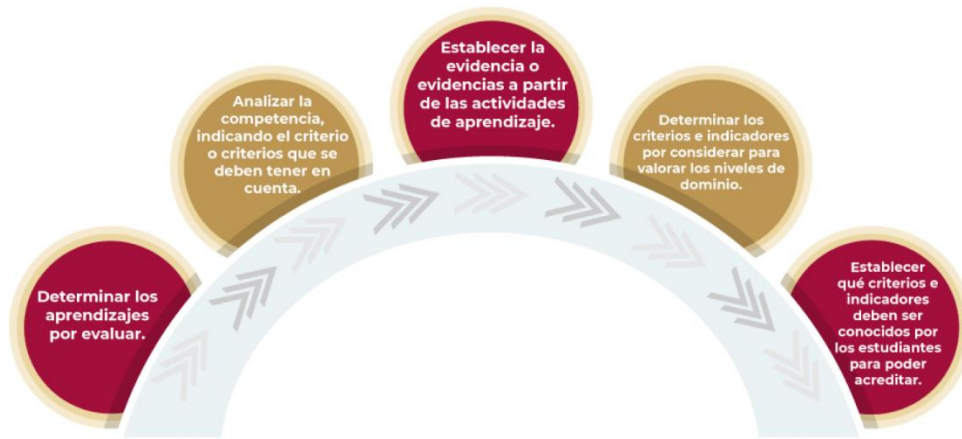 Determinar los
aprendizajes
por evaluar.
Analizar la
competencia,
indicando el criterio
o criterios que se
deben tener en
cuenta.
Establecer la
evidencia o
evidencias a partir
de las actividades
de aprendizaje.
Determinar los
criterios e indicadores
por considerar para
valorar los niveles de
dominio.
Establecer
qué criterios e
indicadores
deben ser
conocidos por
los estudiantes
para poder
acreditar.